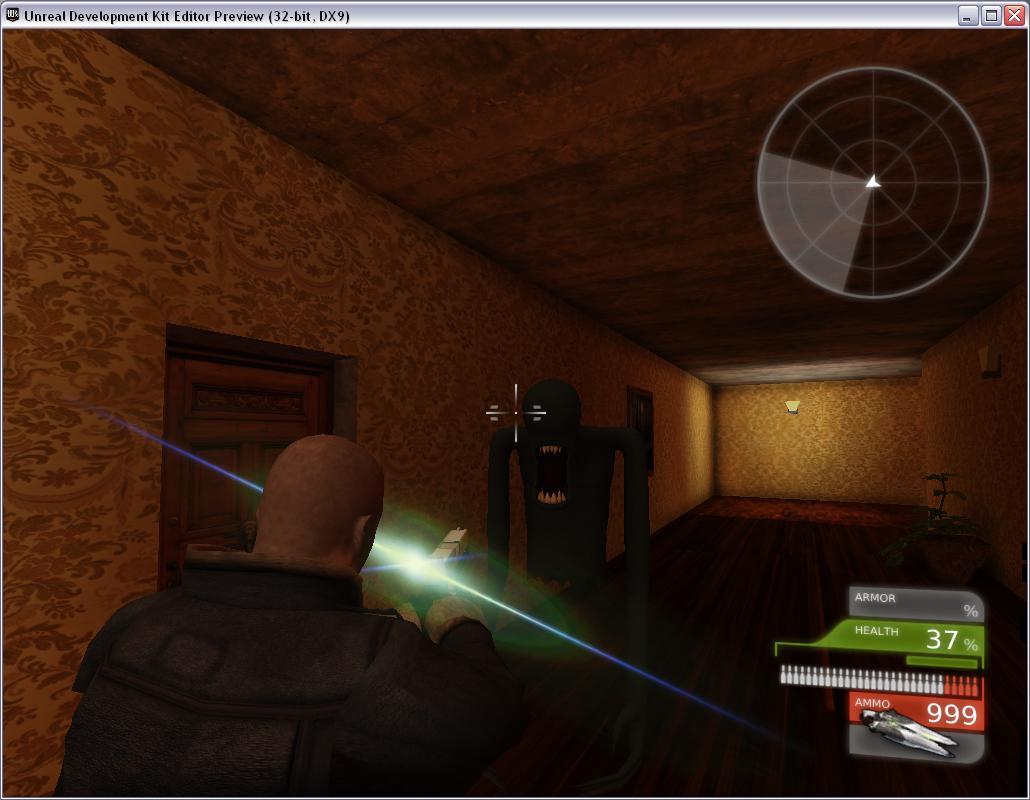 Unreal Development Kit Editor Preview (32-bit, DX9)
ARMOR
%
HEALTH
37 %
AMMO
999